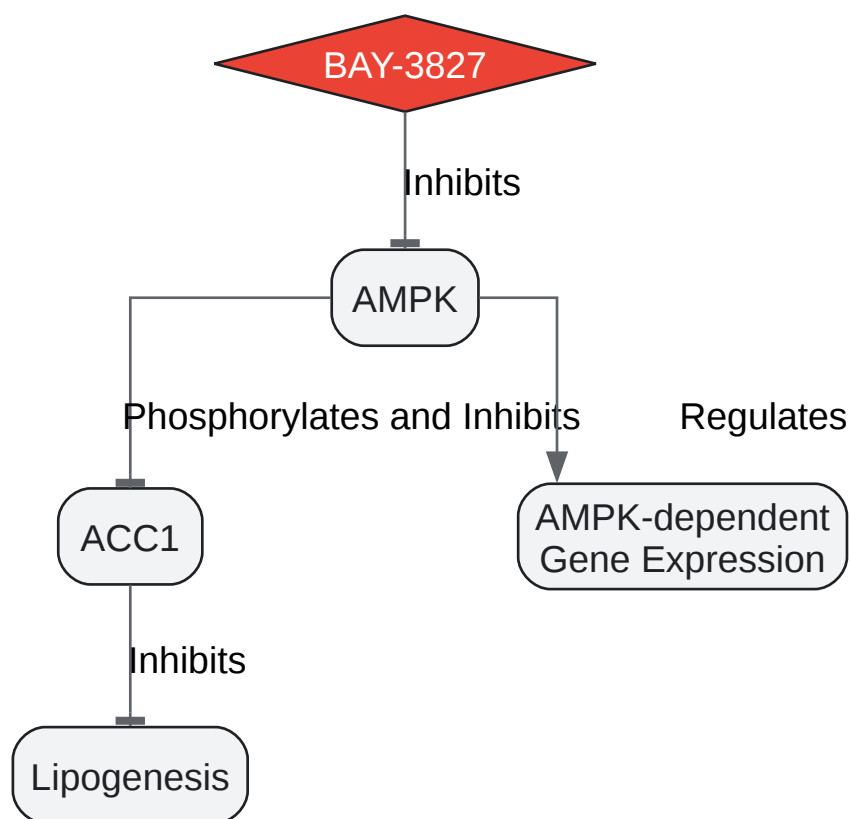 BAY-3827
Inhibits
AMPK
Phosphorylates and Inhibits
Regulates
ACC1
AMPK-dependent
Gene Expression
Inhibits
Lipogenesis